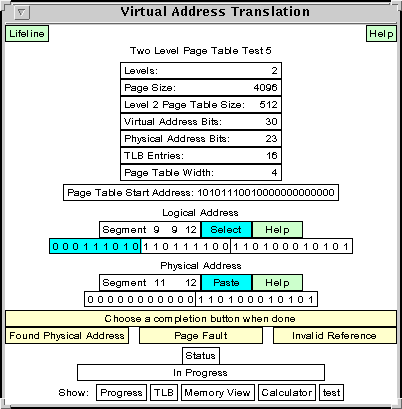 Virtual Address Translation
Lifeline Help
Two Level Page Table Test 5
Levels: 2
Page Size: 4096
Level 2 Page Table Size: 512
Virtual Address Bits: 30
Physical Address Bits: 23
TLB Entries: 16
Page Table Width: 4
Page Table Start Address: 10101110010000000000000
Logical Address
Segment 9 9 12 Select Help
0 0 0 1 1 1 0 1 0 1 1 0 1 1 1 1 0 0 1 1 0 1 0 0 0 1 0 1 0 1
Physical Address
Segment 11 12 Paste Help
0 0 0 0 0 0 0 0 0 0 0 1 1 0 1 0 0 0 1 0 1 0 1
Choose a completion button when done
Found Physical Address Page Fault Invalid Reference
Status
In Progress
Show: Progress TLB Memory View Calculator test